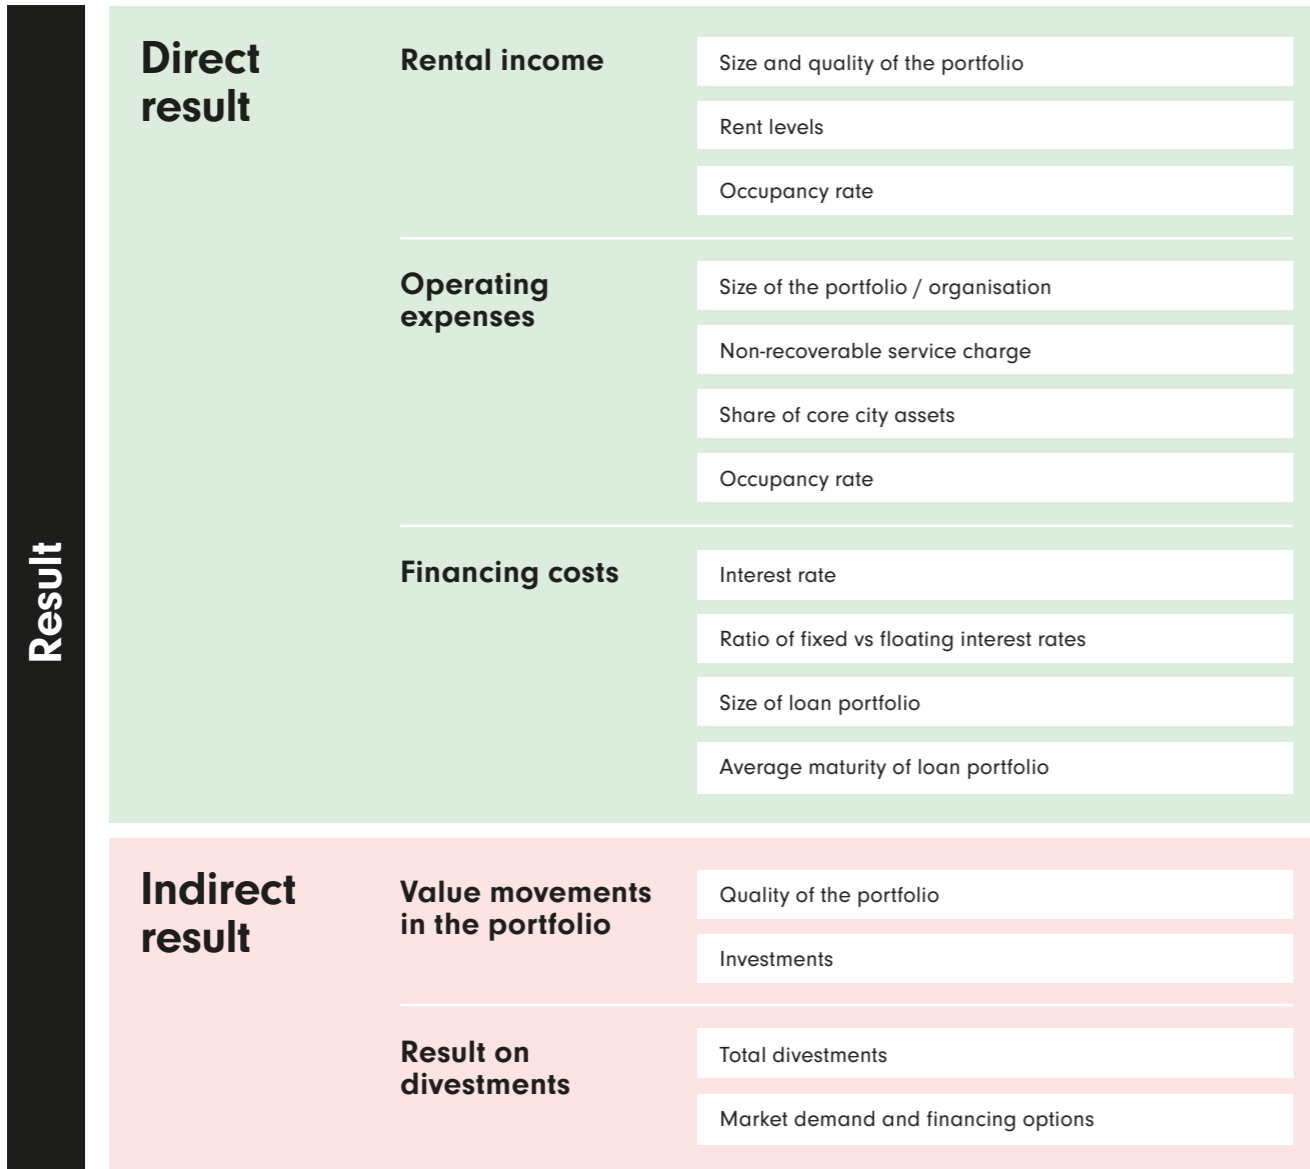 Result
Direct
result
Rental income
Size and quality of the portfolio
Rent levels
Occupancy rate
Operating
expenses
Size of the portfolio / organisation
Non-recoverable service charge
Share of core city assets
Occupancy rate
Financing costs
Interest rate
Ratio of fixed vs floating interest rates
Size of loan portfolio
Average maturity of loan portfolio
Indirect
result
Value movements
in the portfolio
Quality of the portfolio
Investments
Result on
divestments
Total divestments
Market demand and financing options